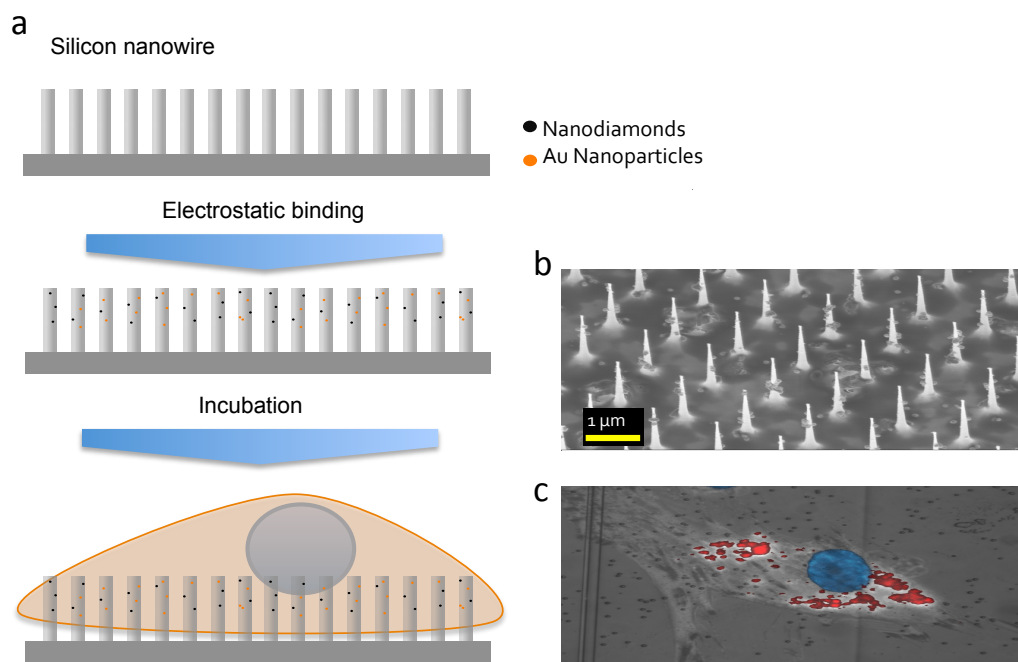 a
Silicon nanowire
Nanodiamonds
Au Nanoparticles
Electrostatic binding
Incubation
b
1 µm
c